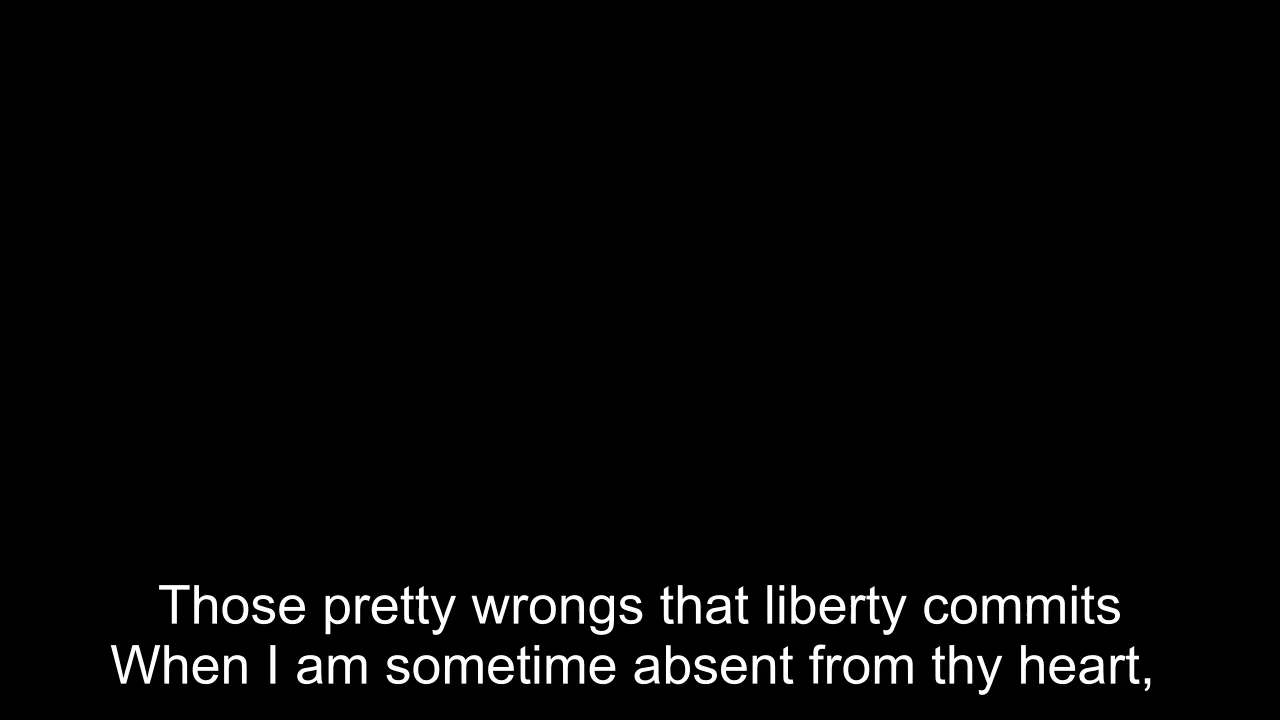 Those pretty wrongs that liberty commits
When I am sometime absent from thy heart,